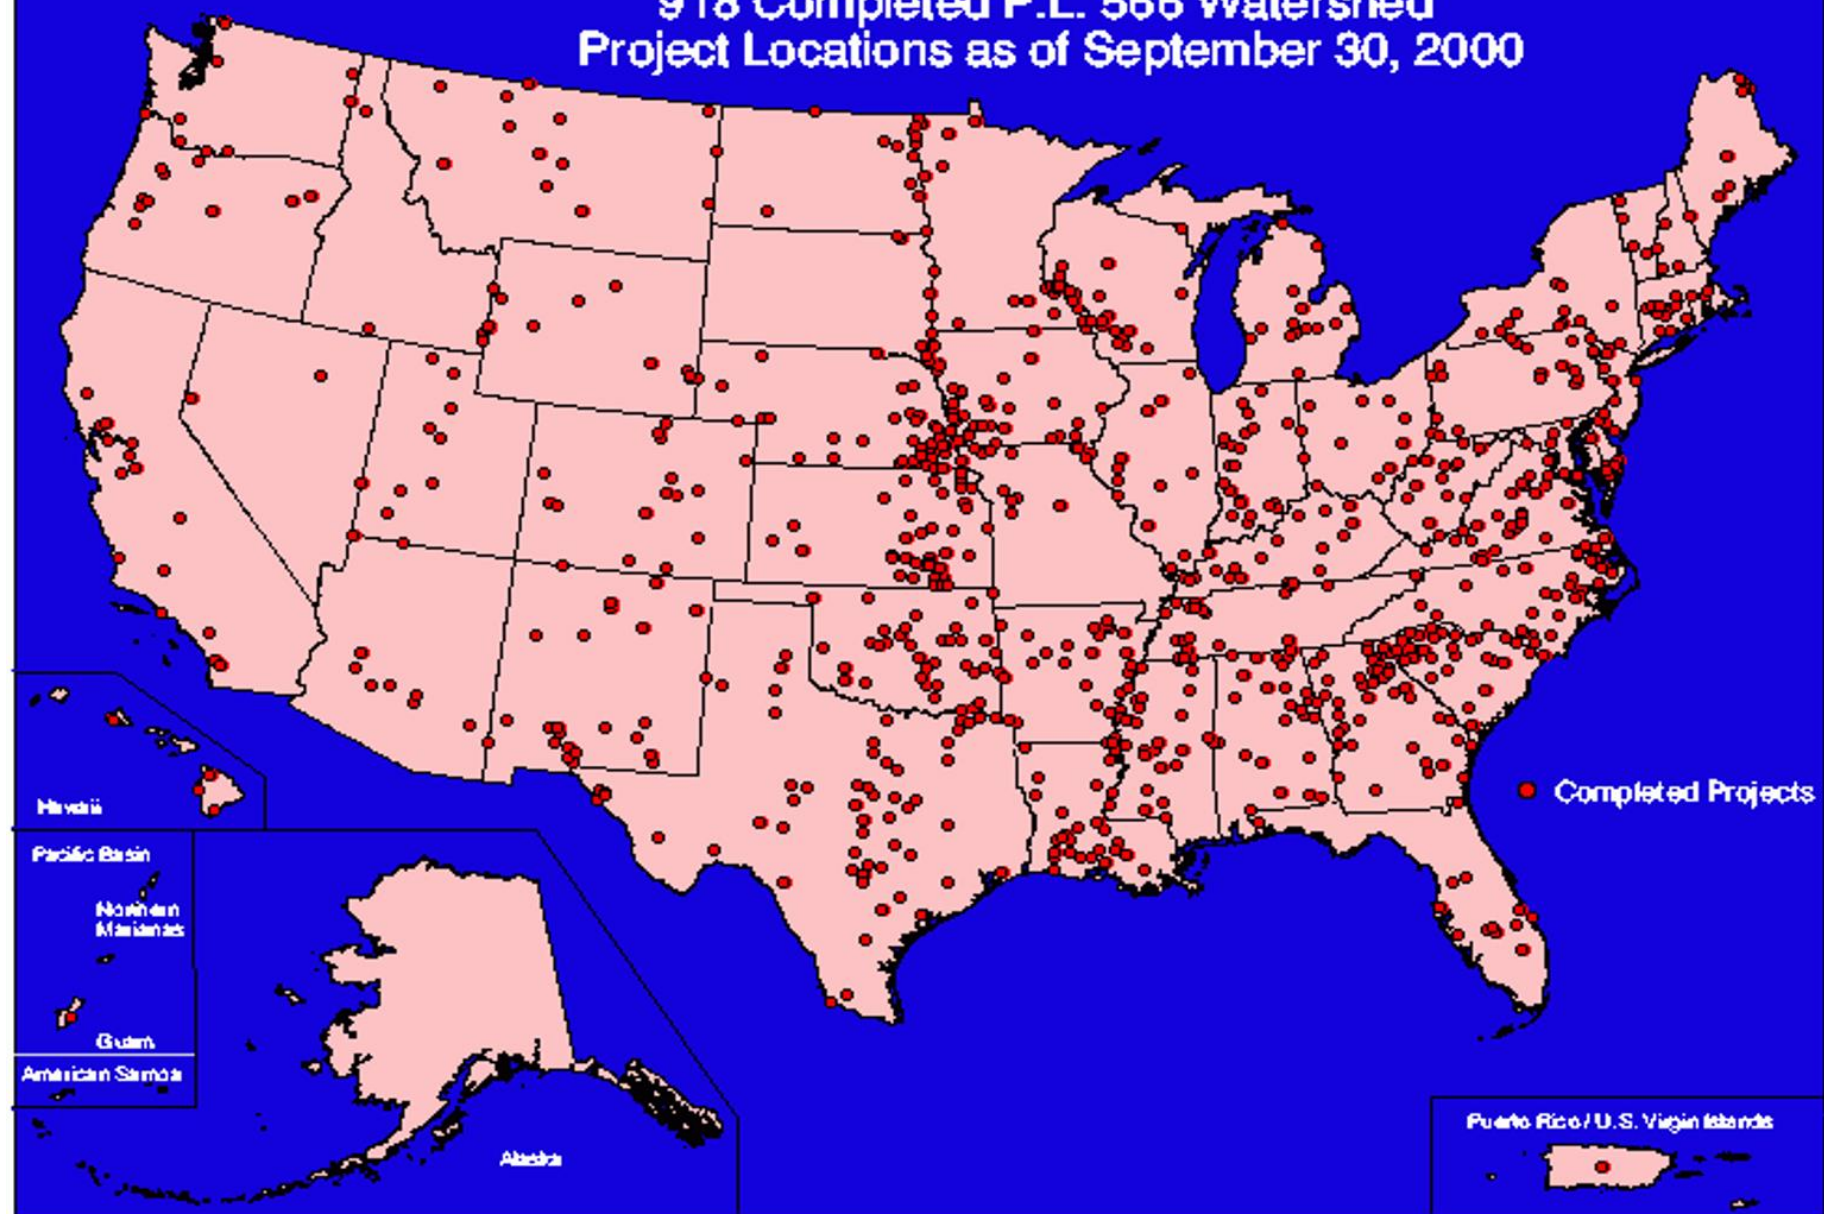 918 Completed P.L. 566 Watershed
Project Locations as of September 30, 2000
Completed Projects
Hawaii
Pacific Basin
Northern
Marianas
Guam
American Samoa
Alaska
Puerto Rico / U.S. Virgin Islands